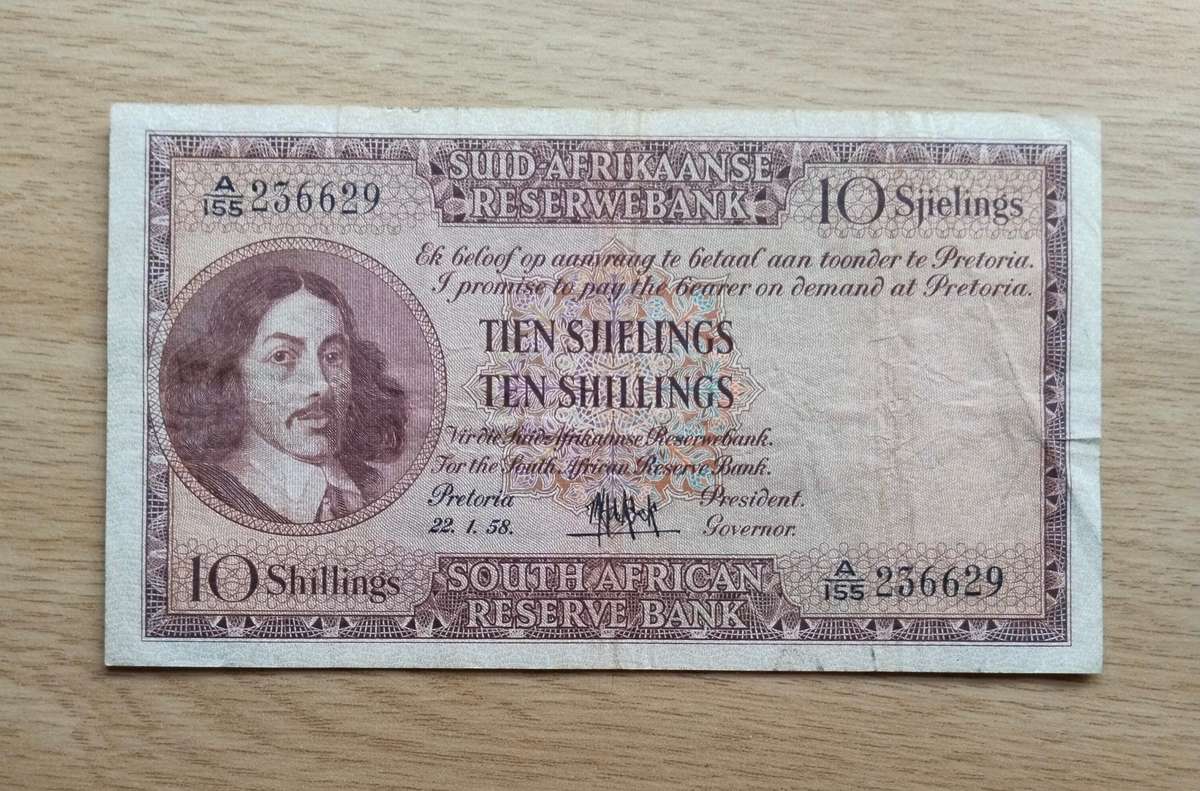 SUID-AFRIKAANSE
RESERWEBANK
A/155 236629
10 Sjielings
Ek beloof op aanvraag te betaal aan toonder te Pretoria.
I promise to pay the bearer on demand at Pretoria.
TIEN SJIELINGS
TEN SHILLINGS
Vir die Suid-Afrikaanse Reserwebank.
For the South African Reserve Bank.
Pretoria
22. 1. 58.
President.
Governor.
10 Shillings
SOUTH AFRICAN
RESERVE BANK
A/155 236629